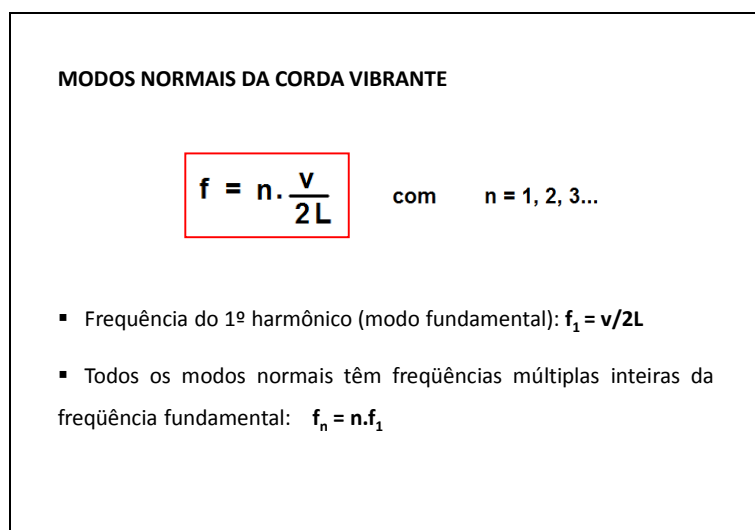 MODOS NORMAIS DA CORDA VIBRANTE
f = n. v/2L com n = 1, 2, 3...
▪ Frequência do 1º harmônico (modo fundamental): f₁ = v/2L
▪ Todos os modos normais têm freqüências múltiplas inteiras da
freqüência fundamental: fₙ = n.f₁